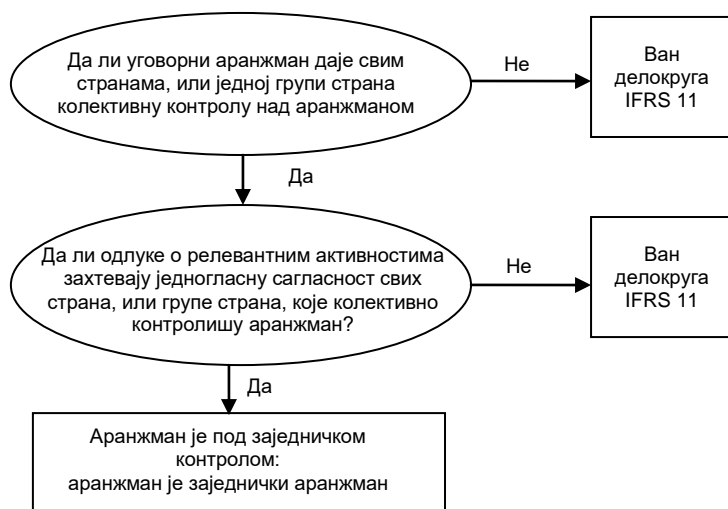 Да ли уговорни аранжман даје свим
странама, или једној групи страна
колективну контролу над аранжманом
Не
Ван
делокруга
IFRS 11
Да
Да ли одлуке о релевантним активностима
захтевају једногласну сагласност свих
страна, или групе страна, које колективно
контролишу аранжман?
Не
Ван
делокруга
IFRS 11
Да
Аранжман је под заједничком
контролом:
аранжман је заједнички аранжман